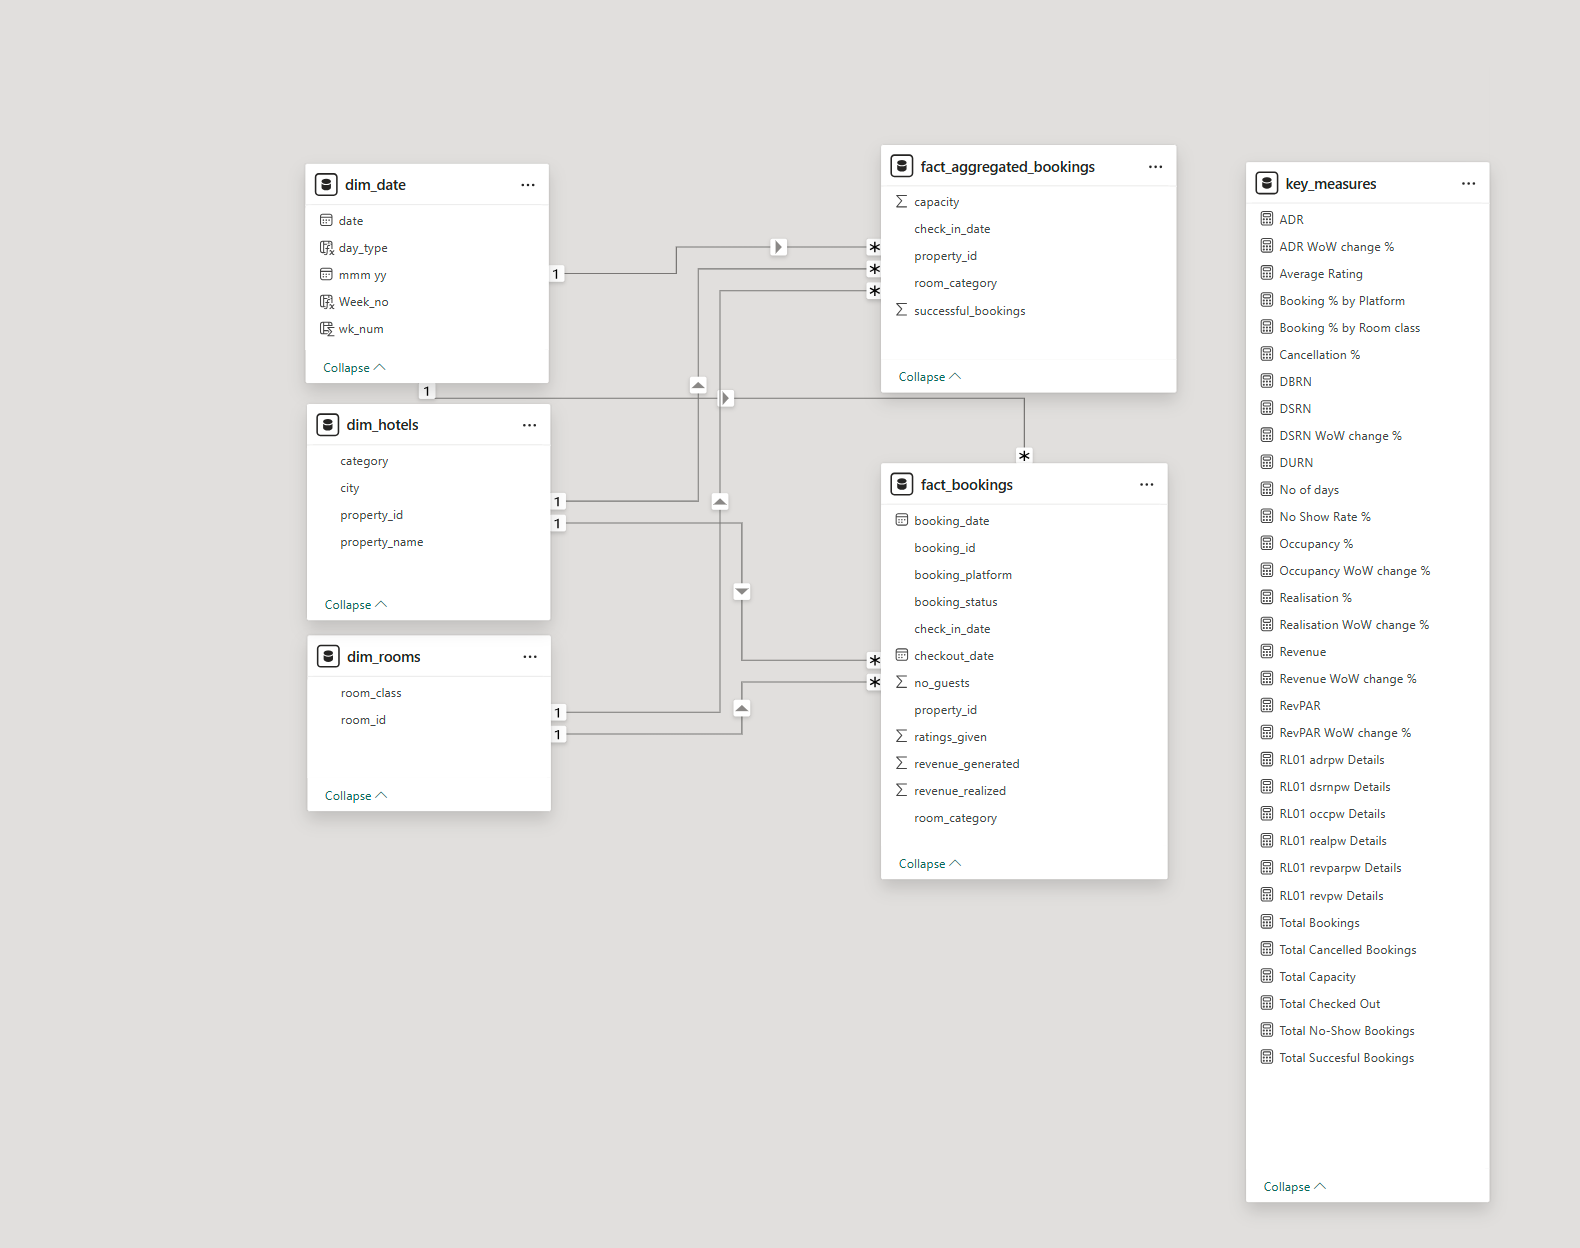 dim_date
date
day_type
mmm yy
Week_no
wk_num
Collapse
1
1
dim_hotels
category
city
property_id
property_name
Collapse
1
1
dim_rooms
room_class
room_id
Collapse
1
1
fact_aggregated_bookings
capacity
check_in_date
property_id
room_category
successful_bookings
Collapse
*
*
*
*
fact_bookings
booking_date
booking_id
booking_platform
booking_status
check_in_date
checkout_date
no_guests
property_id
ratings_given
revenue_generated
revenue_realized
room_category
Collapse
*
*
key_measures
ADR
ADR WoW change %
Average Rating
Booking % by Platform
Booking % by Room class
Cancellation %
DBRN
DSRN
DSRN WoW change %
DURN
No of days
No Show Rate %
Occupancy %
Occupancy WoW change %
Realisation %
Realisation WoW change %
Revenue
Revenue WoW change %
RevPAR
RevPAR WoW change %
RL01 adrpw Details
RL01 dsrnpw Details
RL01 occpw Details
RL01 realpw Details
RL01 revparpw Details
RL01 revpw Details
Total Bookings
Total Cancelled Bookings
Total Capacity
Total Checked Out
Total No-Show Bookings
Total Succesful Bookings
Collapse